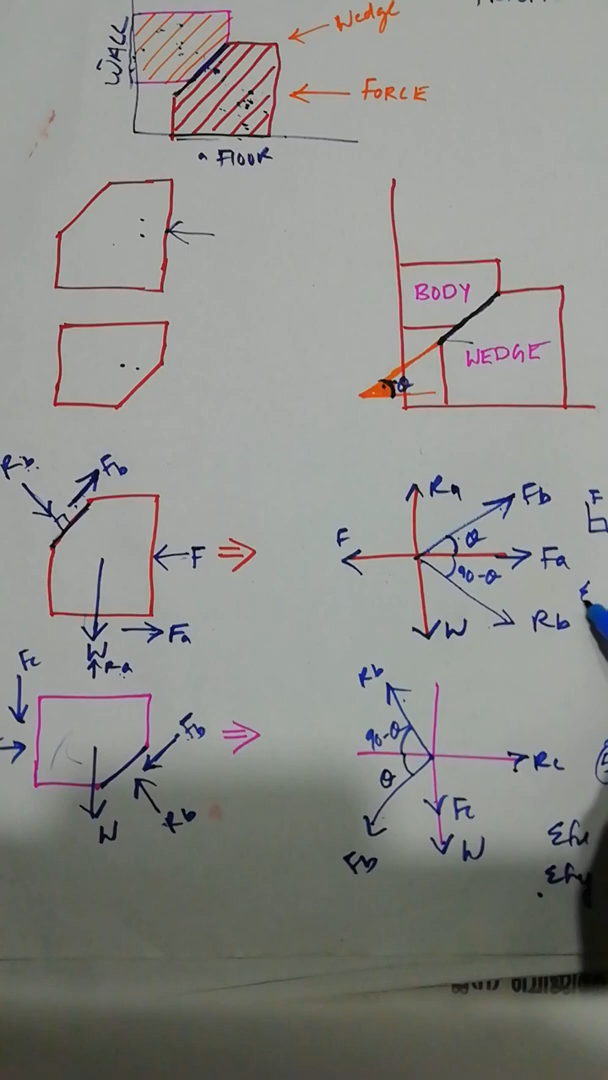 Wedge
WALL
FORCE
FLOOR
BODY
WEDGE
θ
Rb
Fb
F
W
Ra
Fa
Ra
Fb
F
θ
Fa
90-θ
W
Rb
F
Fc
Fb
Rb
W
Rb
90-θ
θ
Rc
Fc
W
Fb